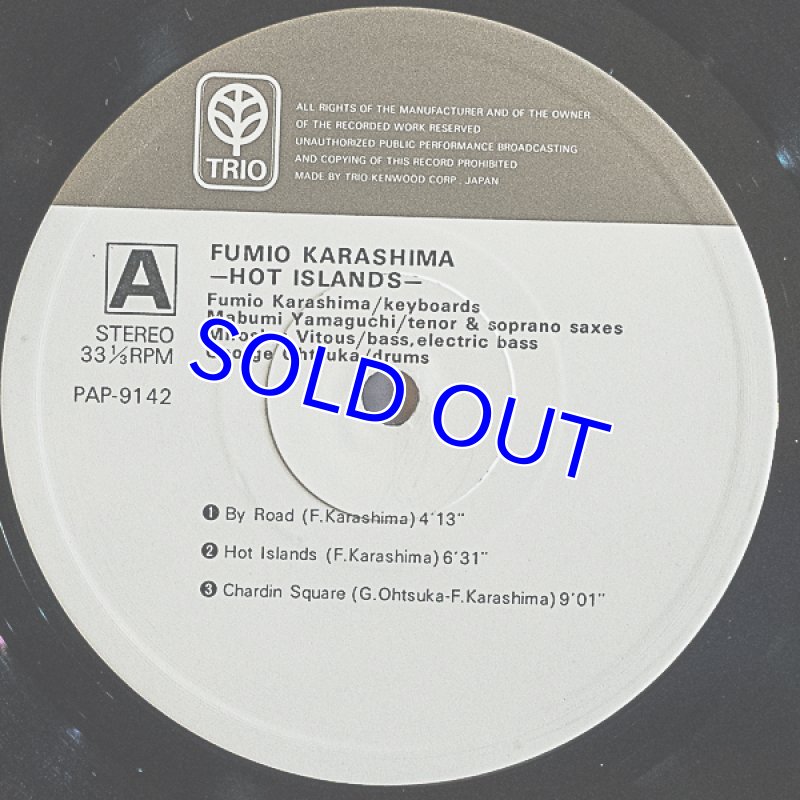 TRIO
ALL RIGHTS OF THE MANUFACTURER AND OF THE OWNER
OF THE RECORDED WORK RESERVED
UNAUTHORIZED PUBLIC PERFORMANCE BROADCASTING
AND COPYING OF THIS RECORD PROHIBITED
MADE BY TRIO KENWOOD CORP., JAPAN
A
STEREO
33⅓RPM
PAP-9142
FUMIO KARASHIMA
—HOT ISLANDS—
Fumio Karashima/keyboards
Mabumi Yamaguchi/tenor & soprano saxes
Miroslav Vitous/bass, electric bass
George Ohtsuka/drums
SOLD OUT
❶ By Road (F.Karashima) 4'13"
❷ Hot Islands (F.Karashima) 6'31"
❸ Chardin Square (G.Ohtsuka-F.Karashima) 9'01"